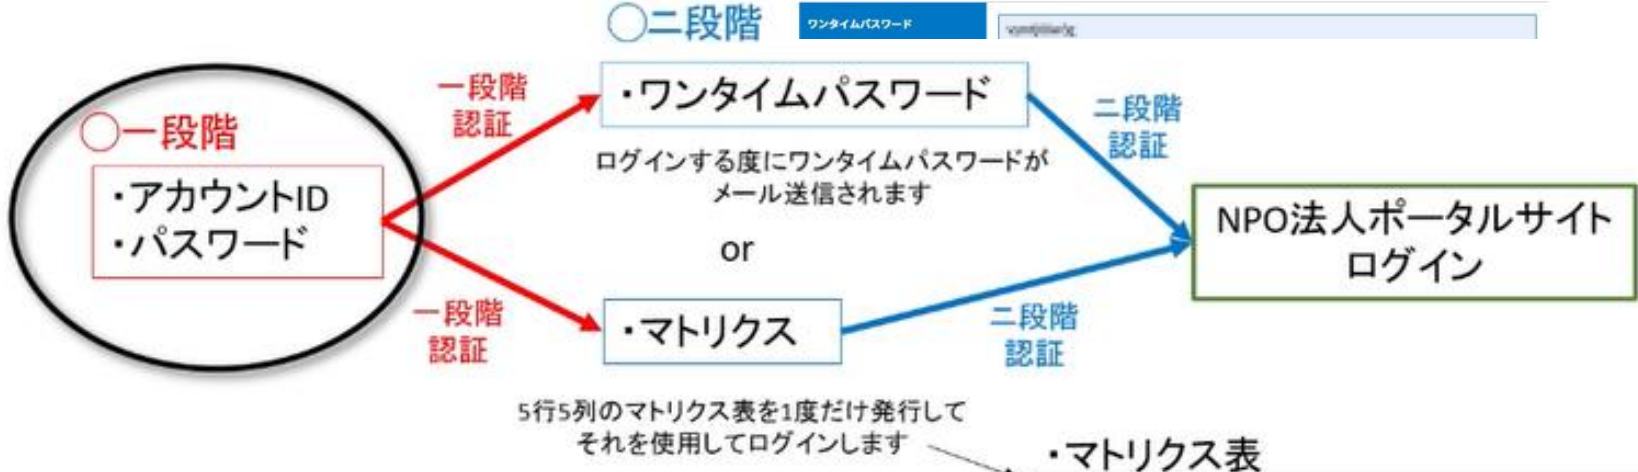 〇二段階
ワンタイムパスワード
一段階
認証
・ワンタイムパスワード
二段階
認証
〇一段階
・アカウントID
・パスワード
ログインする度にワンタイムパスワードが
メール送信されます
or
NPO法人ポータルサイト
ログイン
一段階
認証
・マトリクス
二段階
認証
5行5列のマトリクス表を1度だけ発行して
それを使用してログインします
・マトリクス表